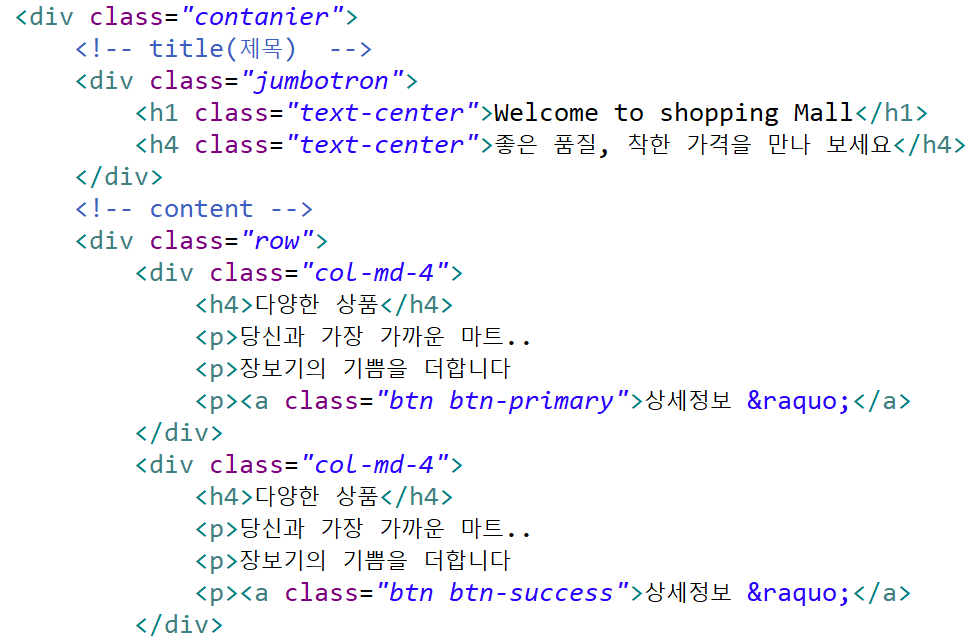 <div class="contanier">
<!-- title(제목)  -->
<div class="jumbotron">
<h1 class="text-center">Welcome to shopping Mall</h1>
<h4 class="text-center">좋은 품질, 착한 가격을 만나 보세요</h4>
</div>
<!-- content -->
<div class="row">
<div class="col-md-4">
<h4>다양한 상품</h4>
<p>당신과 가장 가까운 마트..
<p>장보기의 기쁨을 더합니다
<p><a class="btn btn-primary">상세정보 &raquo;</a>
</div>
<div class="col-md-4">
<h4>다양한 상품</h4>
<p>당신과 가장 가까운 마트..
<p>장보기의 기쁨을 더합니다
<p><a class="btn btn-success">상세정보 &raquo;</a>
</div>